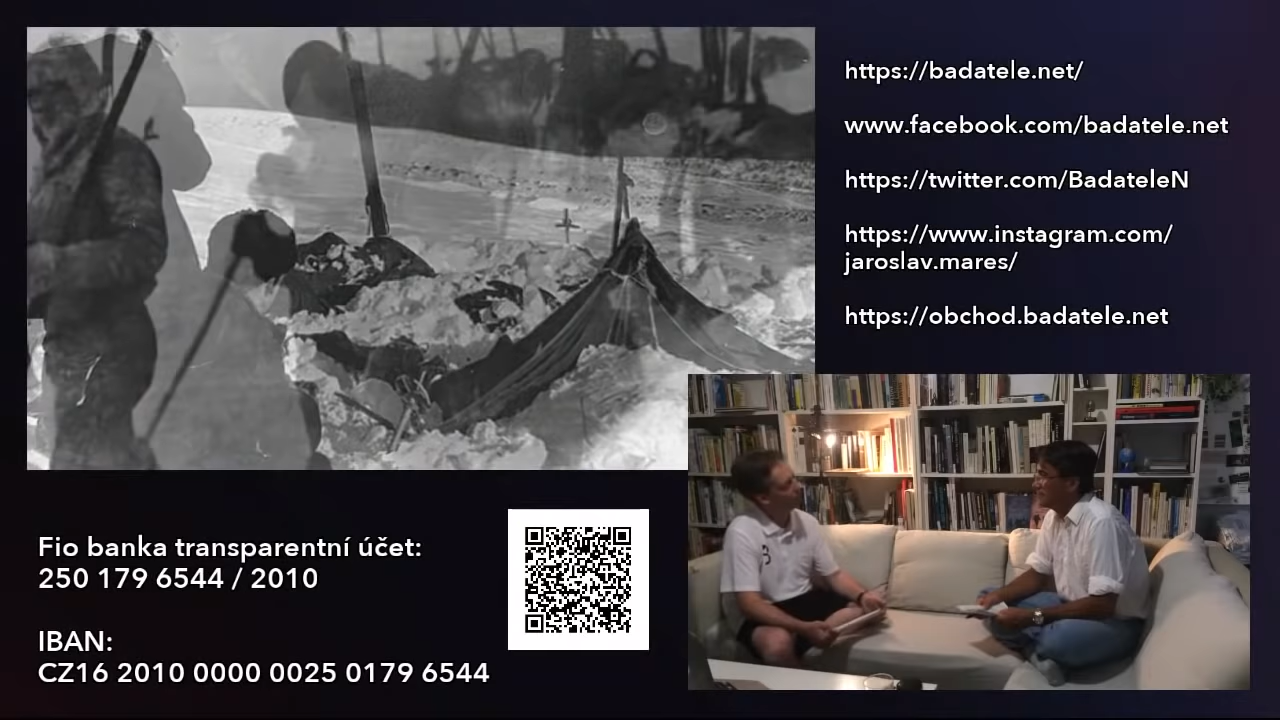 https://badatele.net/
www.facebook.com/badatele.net
https://twitter.com/BadateleN
https://www.instagram.com/
jaroslav.mares/
https://obchod.badatele.net
Fio banka transparentní účet:
250 179 6544 / 2010
IBAN:
CZ16 2010 0000 0025 0179 6544